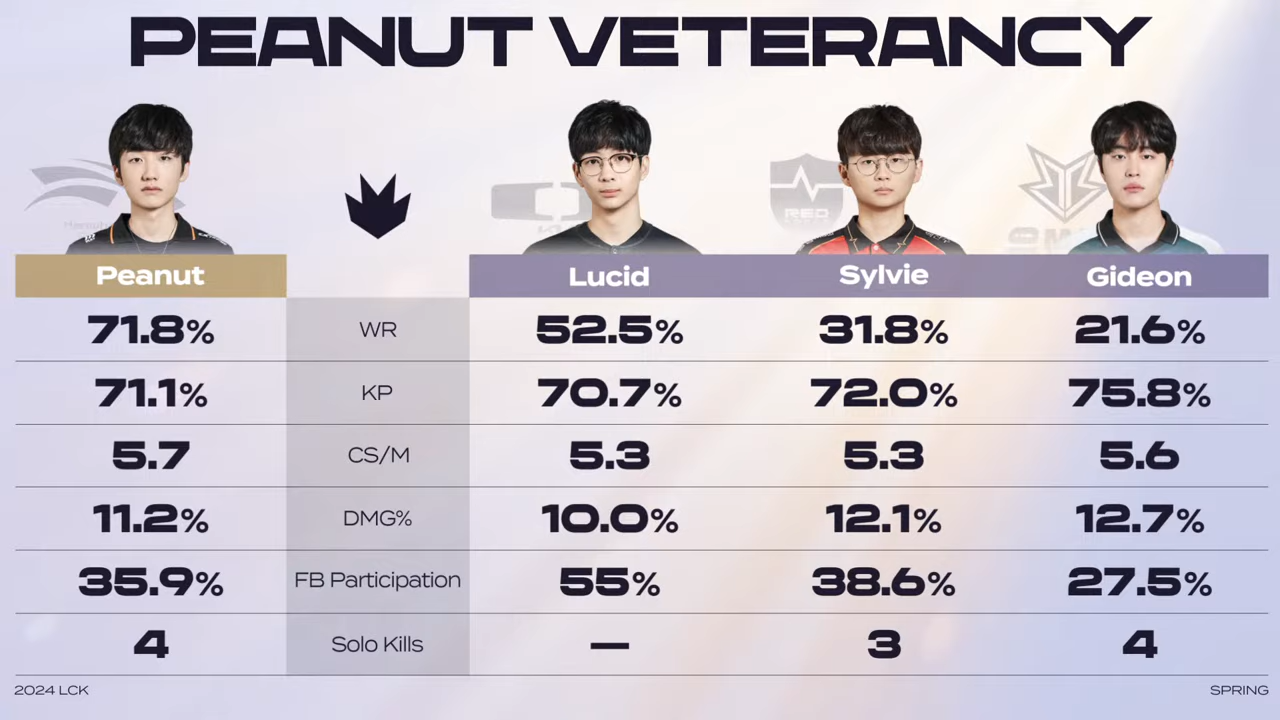 PEANUT VETERANCY
RED
Peanut Lucid Sylvie Gideon
71.8% WR 52.5% 31.8% 21.6%
71.1% KP 70.7% 72.0% 75.8%
5.7 CS/M 5.3 5.3 5.6
11.2% DMG% 10.0% 12.1% 12.7%
35.9% FB Participation 55% 38.6% 27.5%
4 Solo Kills — 3 4
2024 LCK SPRING